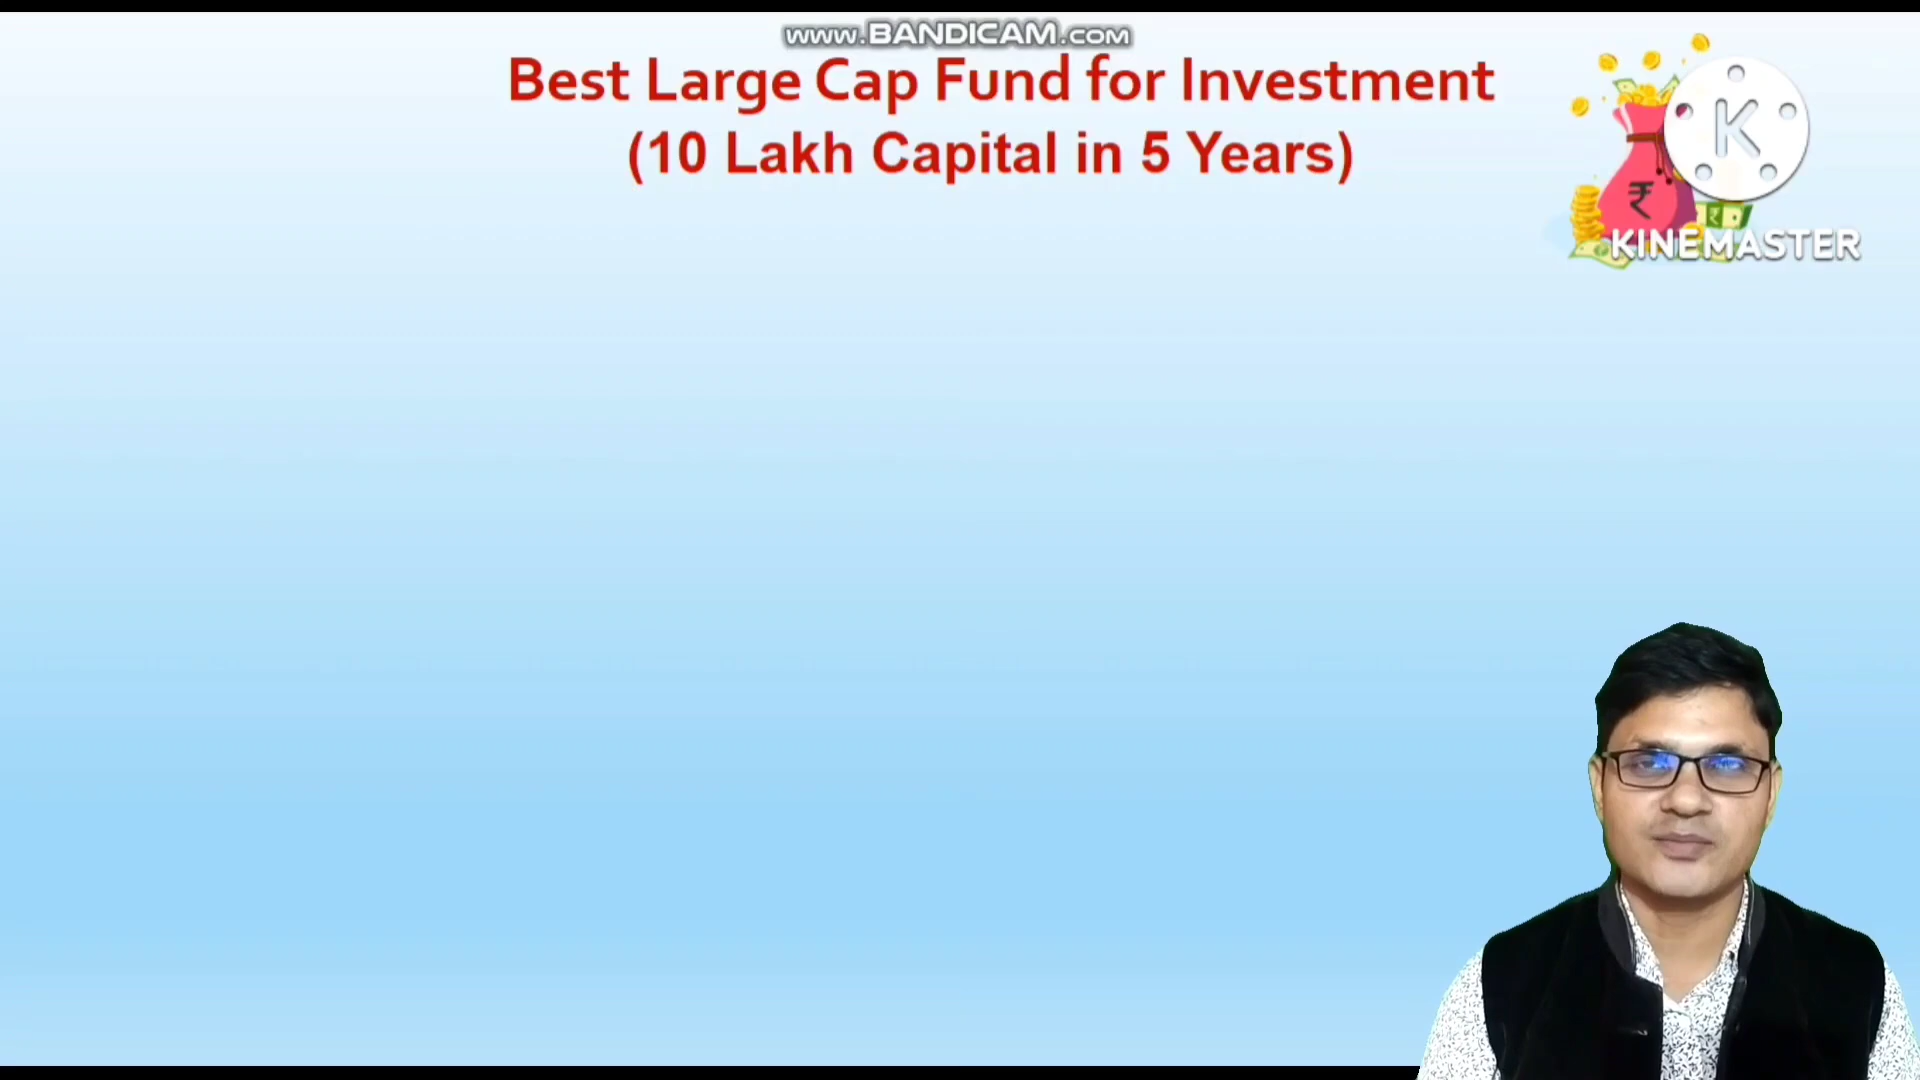 www.BANDICAM.com
Best Large Cap Fund for Investment
(10 Lakh Capital in 5 Years)
K
₹
KINEMASTER